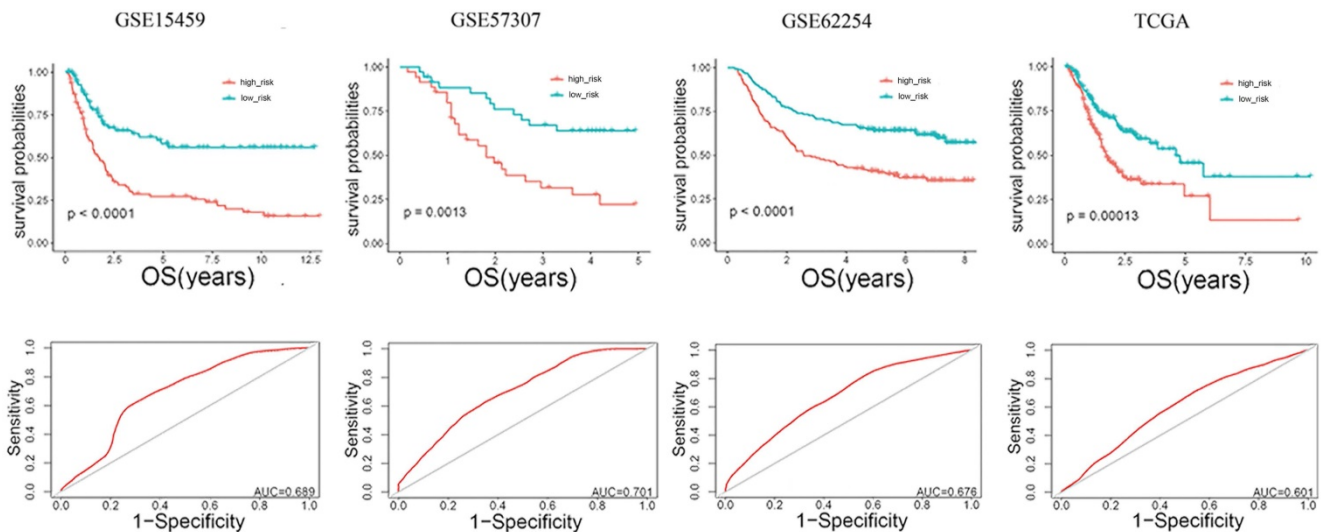 GSE15459
GSE57307
GSE62254
TCGA
survival probabilities
1.00
0.75
0.50
0.25
0.00
high_risk
low_risk
p < 0.0001
0 2.5 5 7.5 10 12.5
OS(years)
survival probabilities
1.00
0.75
0.50
0.25
0.00
high_risk
low_risk
p = 0.0013
0 1 2 3 4 5
OS(years)
survival probabilities
1.00
0.75
0.50
0.25
0.00
high_risk
low_risk
p < 0.0001
0 2 4 6 8
OS(years)
survival probabilities
1.00
0.75
0.50
0.25
0.00
high_risk
low_risk
p = 0.00013
0 2.5 5 7.5 10
OS(years)
Sensitivity
1.0
0.8
0.6
0.4
0.2
0.0
AUC=0.689
0.0 0.2 0.4 0.6 0.8 1.0
1−Specificity
Sensitivity
1.0
0.8
0.6
0.4
0.2
0.0
AUC=0.701
0.0 0.2 0.4 0.6 0.8 1.0
1−Specificity
Sensitivity
1.0
0.8
0.6
0.4
0.2
0.0
AUC=0.676
0.0 0.2 0.4 0.6 0.8 1.0
1−Specificity
Sensitivity
1.0
0.8
0.6
0.4
0.2
0.0
AUC=0.601
0.0 0.2 0.4 0.6 0.8 1.0
1−Specificity